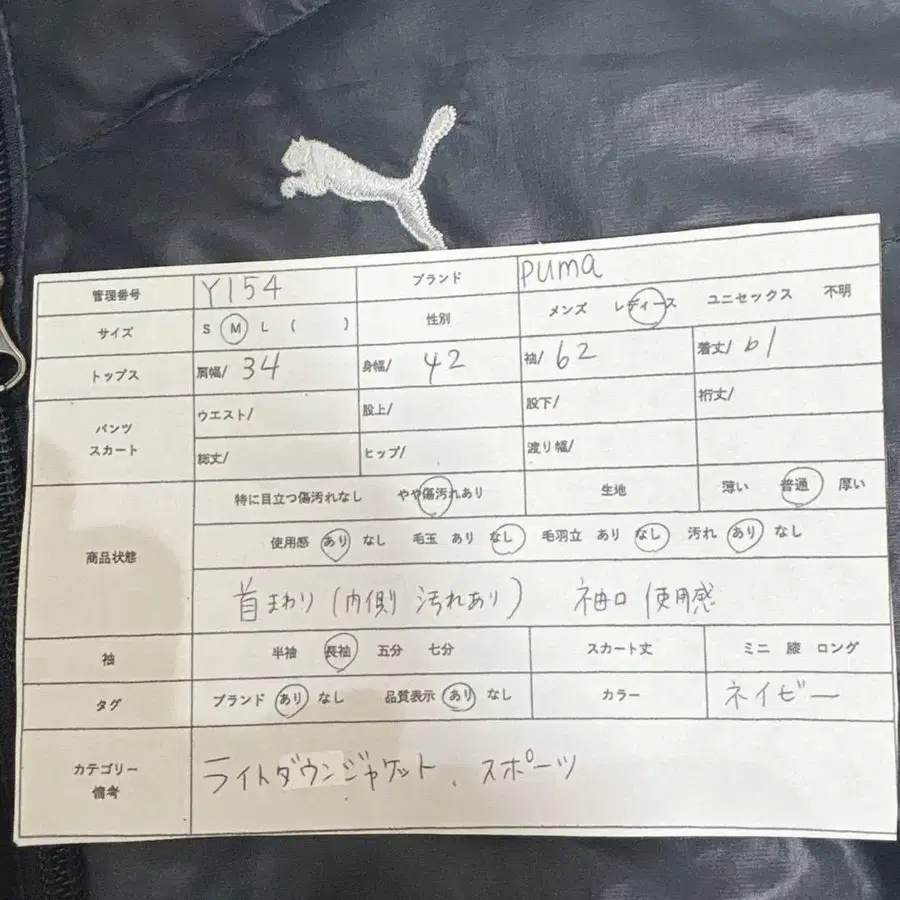 管理番号 Y154 ブランド puma
サイズ S M L ( ) 性別 メンズ レディース ユニセックス 不明
トップス 肩幅/ 34 身幅/ 42 袖/ 62 着丈/ 61
パンツ スカート ウエスト/ 股上/ 股下/ 裄丈/
総丈/ ヒップ/ 渡り幅/
商品状態 特に目立つ傷汚れなし やや傷汚れあり 生地 薄い 普通 厚い
使用感 あり なし 毛玉 あり なし 毛羽立 あり なし 汚れ あり なし
首まわり (内側 汚れあり) 袖口 使用感
袖 半袖 長袖 五分 七分 スカート丈 ミニ 膝 ロング
タグ ブランド あり なし 品質表示 あり なし カラー ネイビー
カテゴリー 備考 ライトダウンジャケット、スポーツ